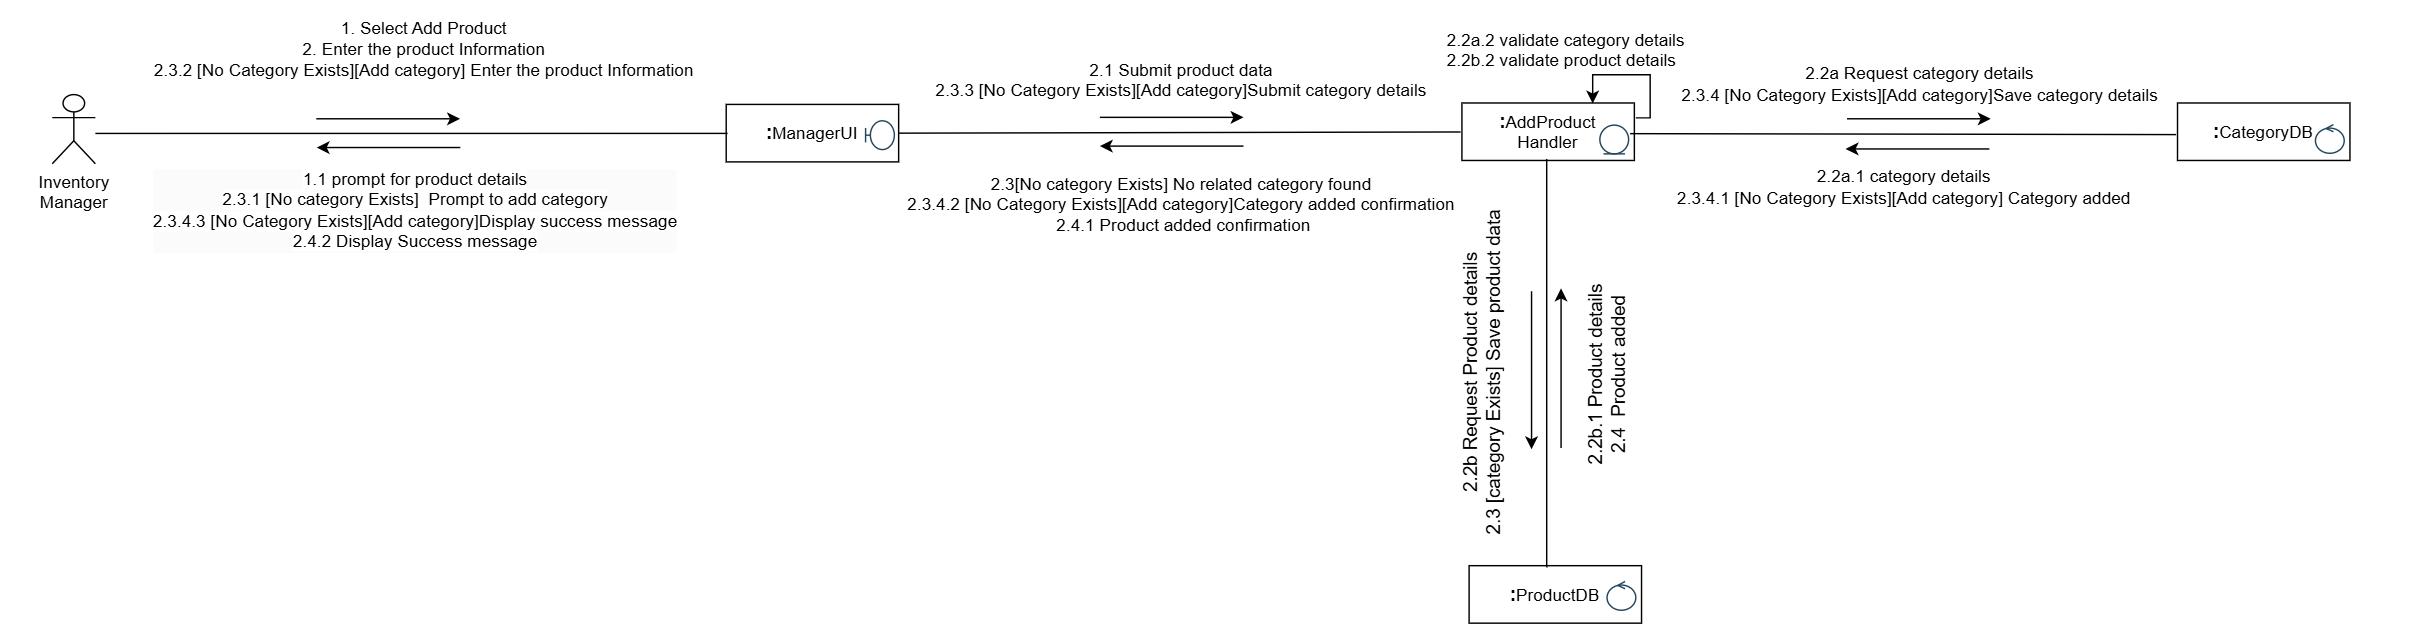 1. Select Add Product
2. Enter the product Information
2.3.2 [No Category Exists][Add category] Enter the product Information
Inventory
Manager
1.1 prompt for product details
2.3.1 [No category Exists]  Prompt to add category
2.3.4.3 [No Category Exists][Add category]Display success message
2.4.2 Display Success message
:ManagerUI
2.1 Submit product data
2.3.3 [No Category Exists][Add category]Submit category details
2.3[No category Exists] No related category found
2.3.4.2 [No Category Exists][Add category]Category added confirmation
2.4.1 Product added confirmation
2.2a.2 validate category details
2.2b.2 validate product details
:AddProduct
Handler
2.2a Request category details
2.3.4 [No Category Exists][Add category]Save category details
2.2a.1 category details
2.3.4.1 [No Category Exists][Add category] Category added
:CategoryDB
2.2b Request Product details
2.3 [category Exists] Save product data
2.2b.1 Product details
2.4  Product added
:ProductDB